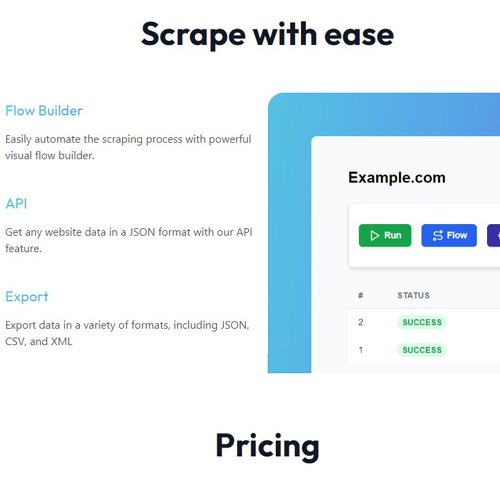 Scrape with ease
Flow Builder
Easily automate the scraping process with powerful
visual flow builder.
API
Get any website data in a JSON format with our API
feature.
Export
Export data in a variety of formats, including JSON,
CSV, and XML
Example.com
Run Flow
# STATUS
2 SUCCESS
1 SUCCESS
Pricing